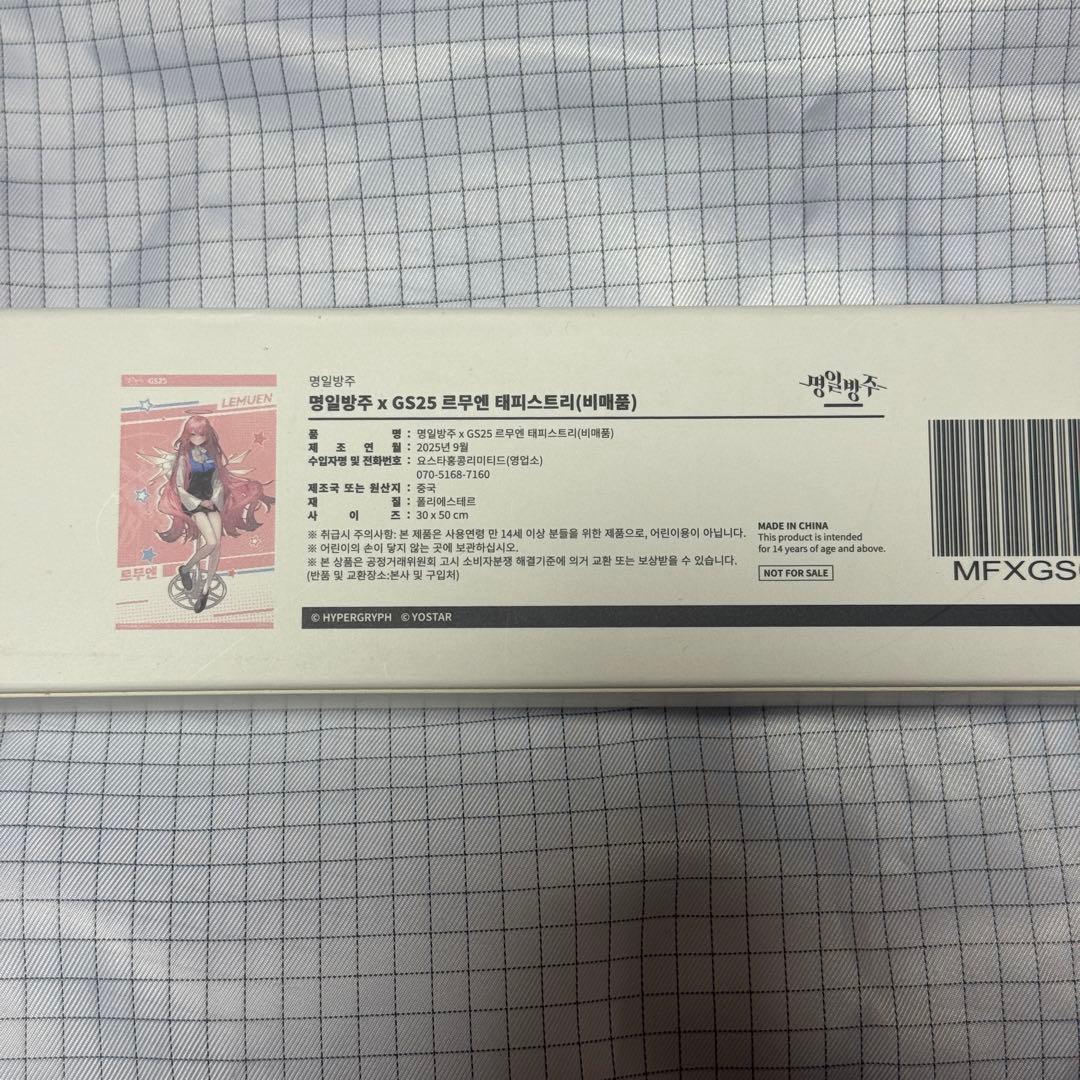 GS25
LEMUEN
르무엔
명일방주
명일방주 x GS25 르무엔 태피스트리(비매품)
명일방주
품 명 : 명일방주 x GS25 르무엔 태피스트리(비매품)
제 조 연 월 : 2025년 9월
수입자명 및 전화번호 : 요스타홍콩리미티드(영업소)
070-5168-7160
제조국 또는 원산지 : 중국
재 질 : 폴리에스테르
사 이 즈 : 30 x 50 cm
※ 취급시 주의사항: 본 제품은 사용연령 만 14세 이상 분들을 위한 제품으로, 어린이용이 아닙니다.
※ 어린이의 손이 닿지 않는 곳에 보관하십시오.
※ 본 상품은 공정거래위원회 고시 소비자분쟁 해결기준에 의거 교환 또는 보상받을 수 있습니다.
(반품 및 교환장소:본사 및 구입처)
MADE IN CHINA
This product is intended
for 14 years of age and above.
NOT FOR SALE
MFXGS
© HYPERGRYPH © YOSTAR